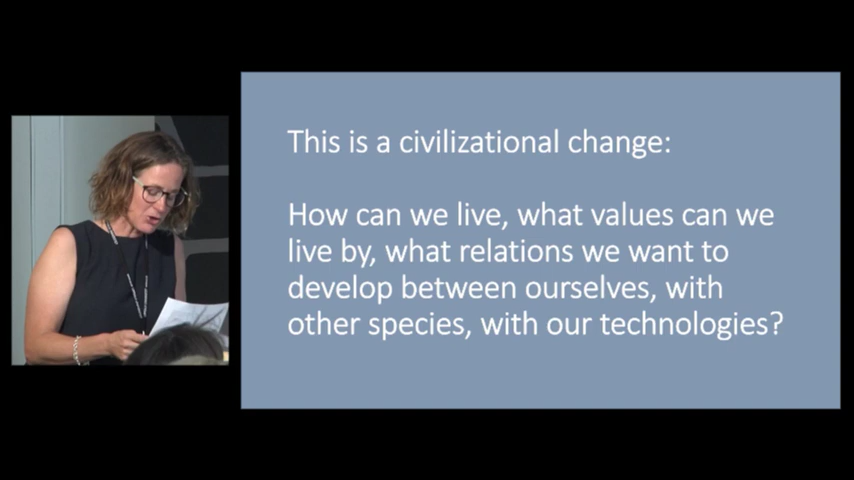 This is a civilizational change:
How can we live, what values can we
live by, what relations we want to
develop between ourselves, with
other species, with our technologies?